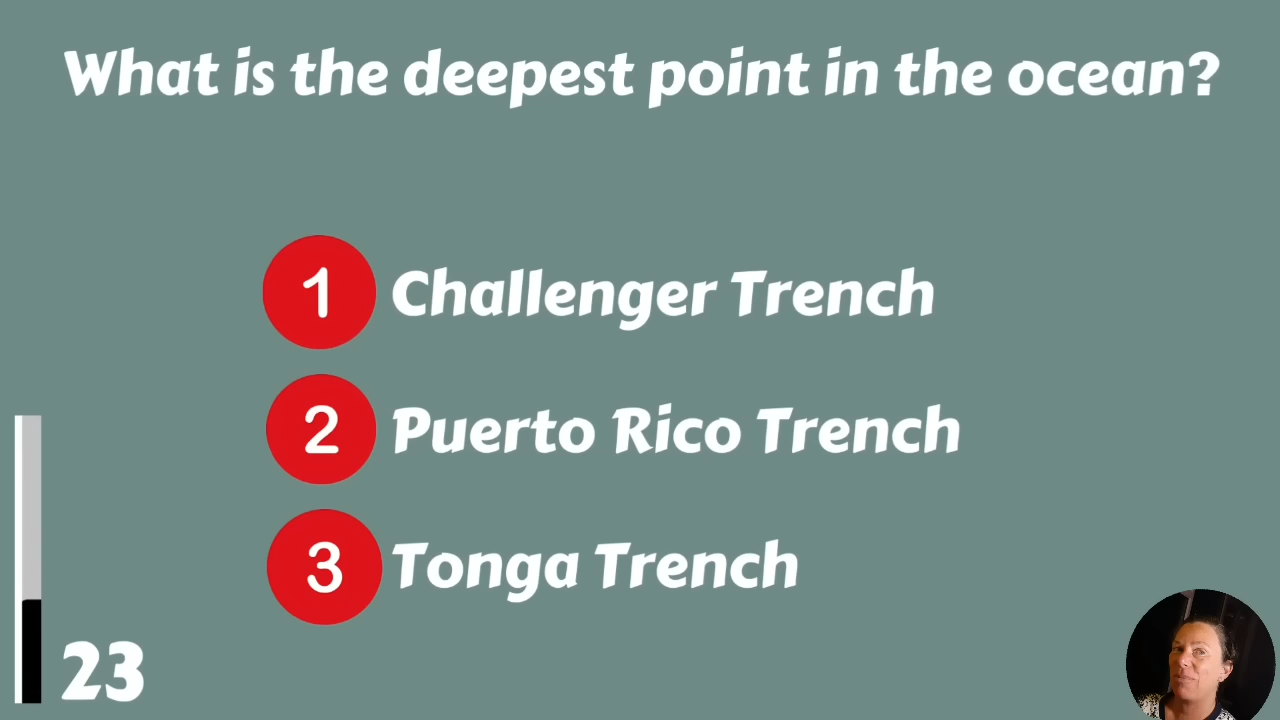 What is the deepest point in the ocean?
1 Challenger Trench
2 Puerto Rico Trench
3 Tonga Trench
23